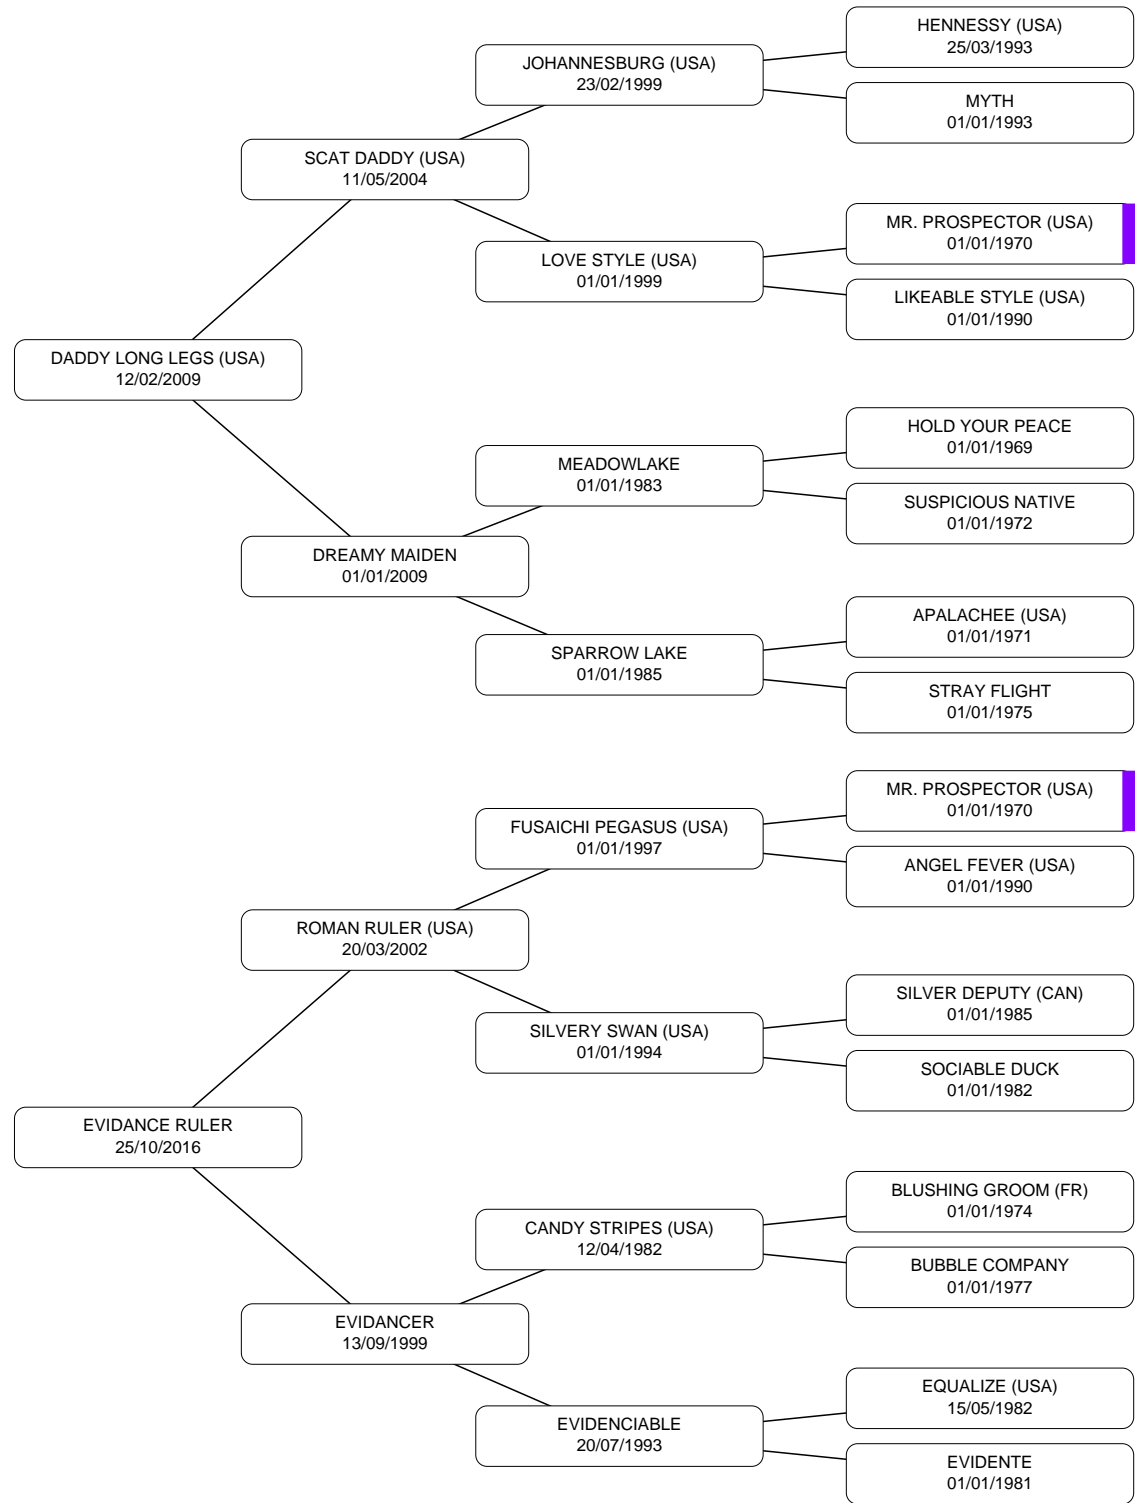 HENNESSY (USA)
25/03/1993
JOHANNESBURG (USA)
23/02/1999
MYTH
01/01/1993
SCAT DADDY (USA)
11/05/2004
MR. PROSPECTOR (USA)
01/01/1970
LOVE STYLE (USA)
01/01/1999
LIKEABLE STYLE (USA)
01/01/1990
DADDY LONG LEGS (USA)
12/02/2009
HOLD YOUR PEACE
01/01/1969
MEADOWLAKE
01/01/1983
SUSPICIOUS NATIVE
01/01/1972
DREAMY MAIDEN
01/01/2009
APALACHEE (USA)
01/01/1971
SPARROW LAKE
01/01/1985
STRAY FLIGHT
01/01/1975
MR. PROSPECTOR (USA)
01/01/1970
FUSAICHI PEGASUS (USA)
01/01/1997
ANGEL FEVER (USA)
01/01/1990
ROMAN RULER (USA)
20/03/2002
SILVER DEPUTY (CAN)
01/01/1985
SILVERY SWAN (USA)
01/01/1994
SOCIABLE DUCK
01/01/1982
EVIDANCE RULER
25/10/2016
BLUSHING GROOM (FR)
01/01/1974
CANDY STRIPES (USA)
12/04/1982
BUBBLE COMPANY
01/01/1977
EVIDANCER
13/09/1999
EQUALIZE (USA)
15/05/1982
EVIDENCIABLE
20/07/1993
EVIDENTE
01/01/1981